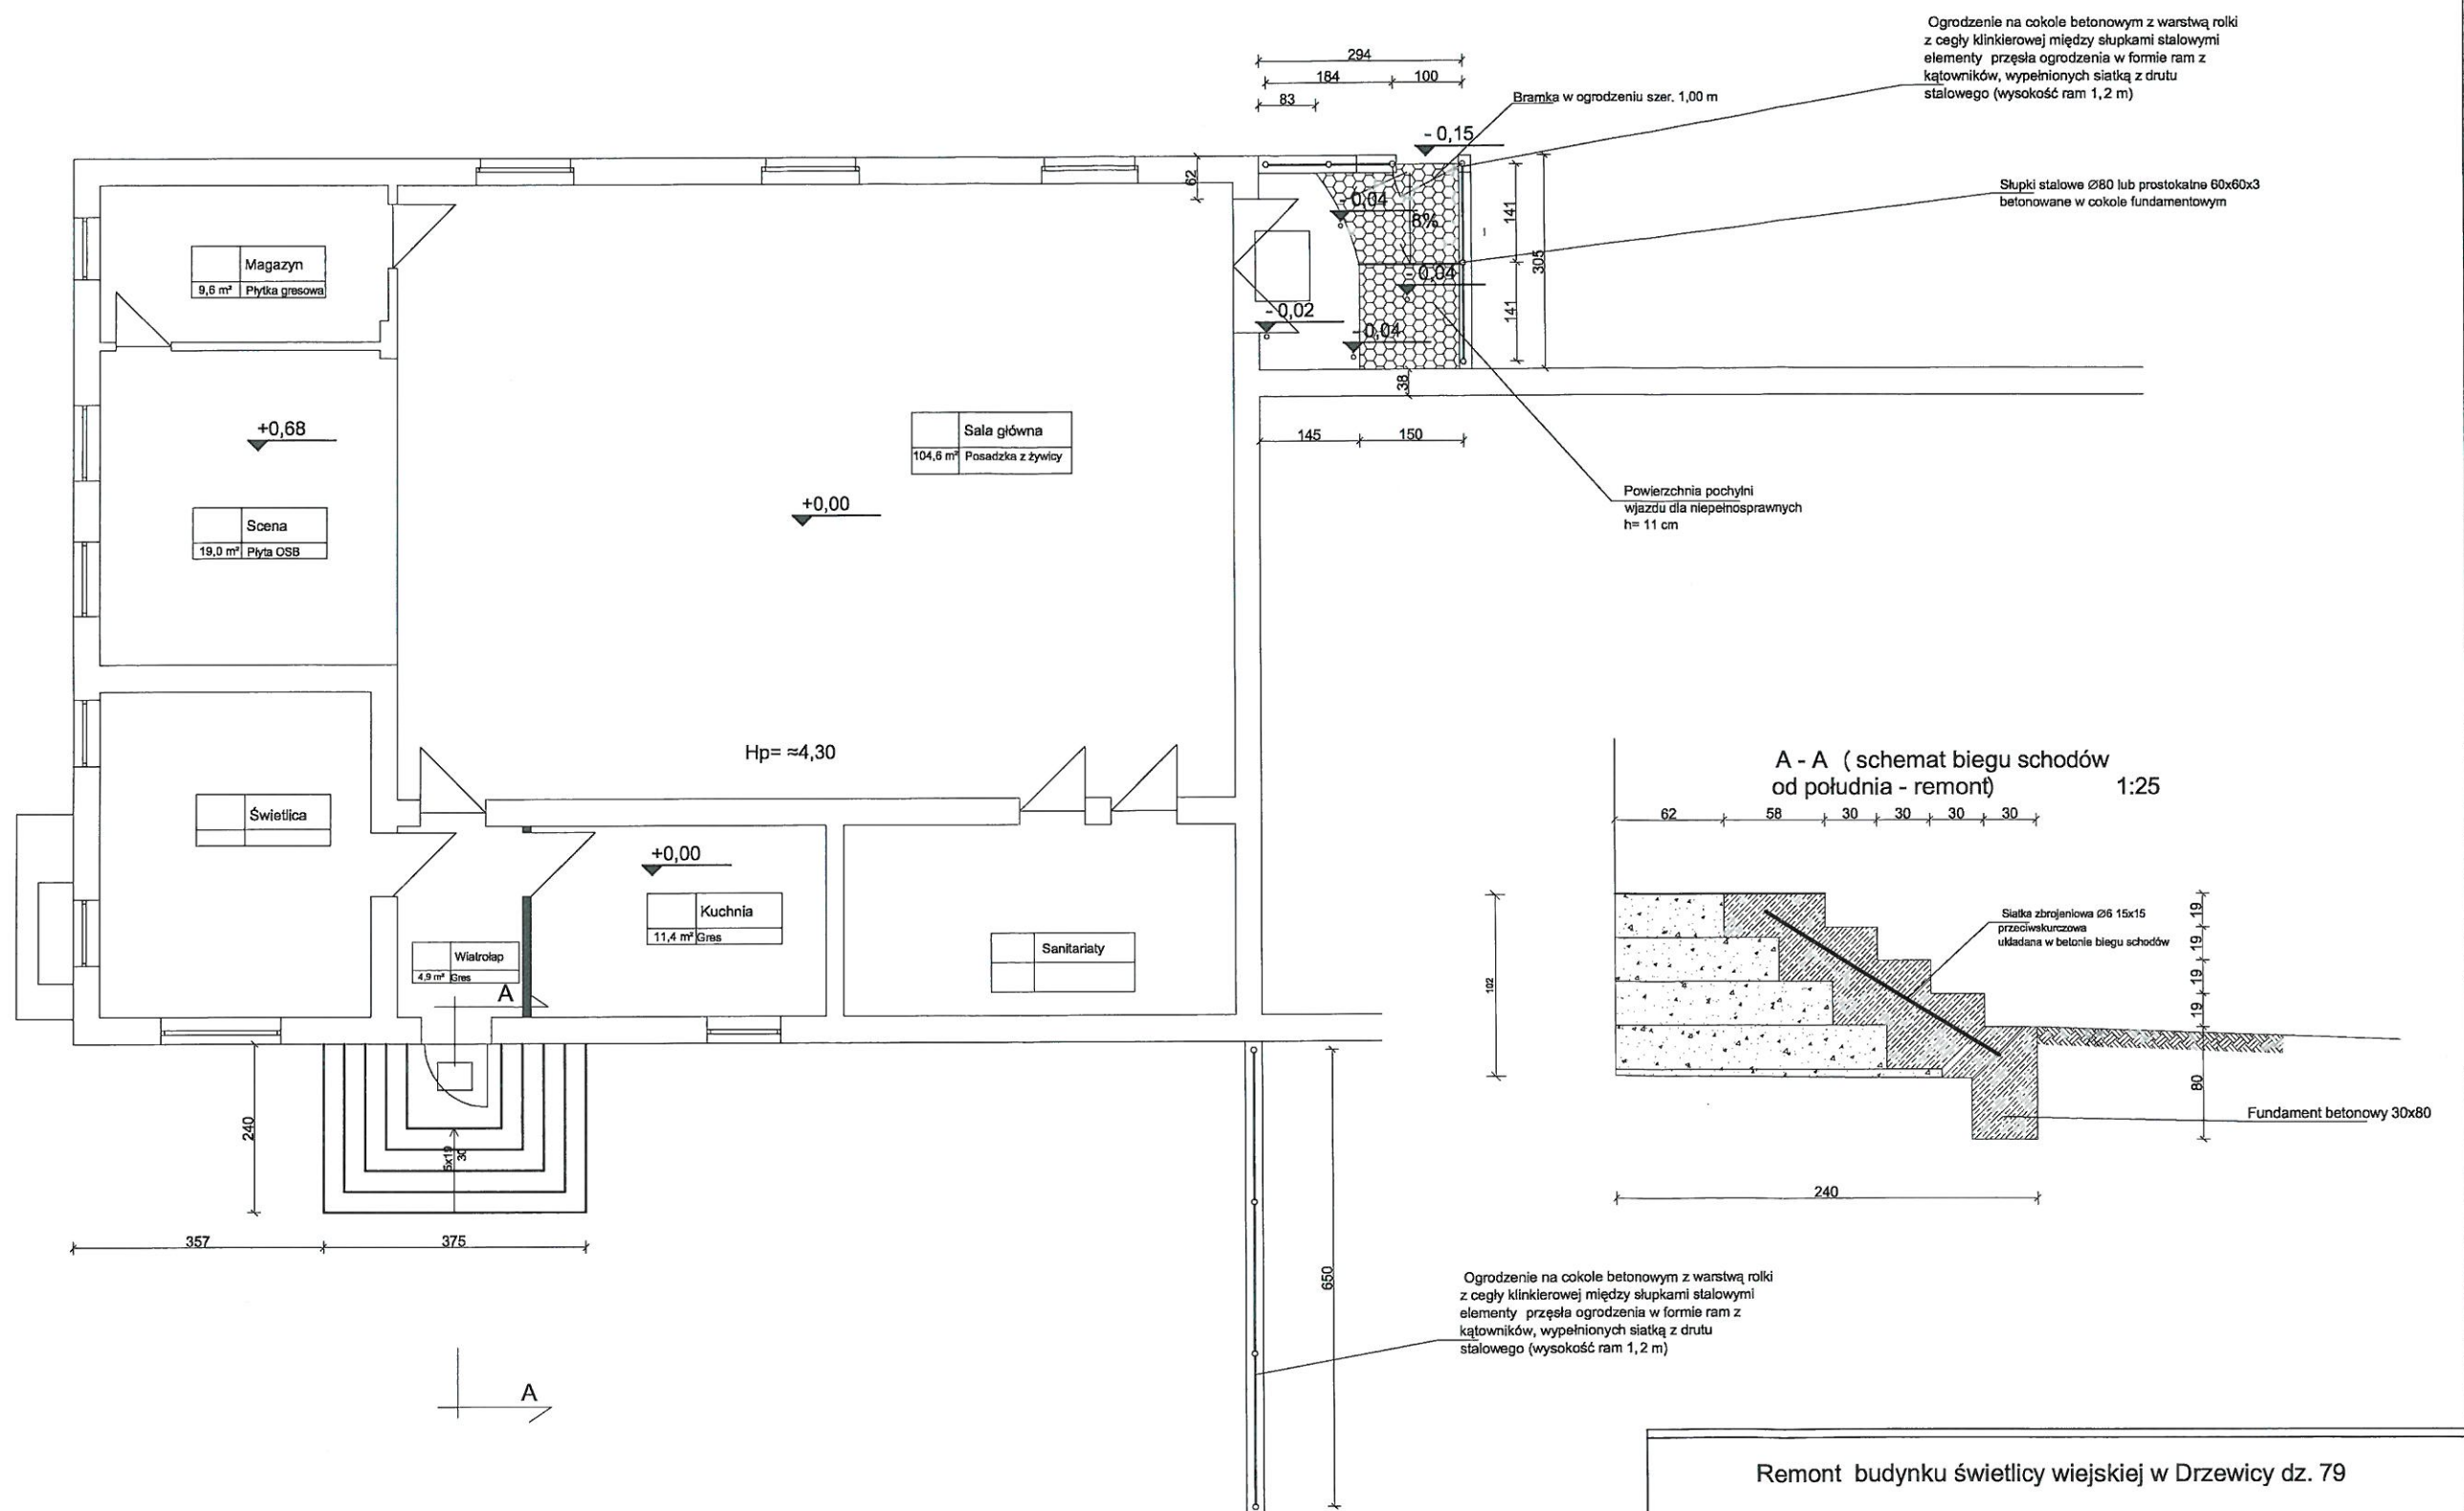 Ogrodzenie na cokole betonowym z warstwą rolki
z cegły klinkierowej między słupkami stalowymi
elementy przęsła ogrodzenia w formie ram z
kątowników, wypełnionych siatką z drutu
stalowego (wysokość ram 1,2 m)
294
184
100
83
Bramka w ogrodzeniu szer. 1,00 m
- 0,15
62
Słupki stalowe Ø80 lub prostokatne 60x60x3
betonowane w cokole fundamentowym
- 0,04
8%
141
305
- 0,04
141
- 0,02
- 0,04
38
145
150
Powierzchnia pochylni
wjazdu dla niepełnosprawnych
h= 11 cm
Magazyn
9,6 m² Płytka gresowa
+0,68
Scena
19,0 m² Płyta OSB
Sala główna
104,6 m² Posadzka z żywicy
+0,00
Hp= ≈4,30
Świetlica
+0,00
Kuchnia
11,4 m² Gres
Wiatrołap
4,9 m² Gres
A
Sanitariaty
240
5x19
30
357
375
A
650
A - A ( schemat biegu schodów
od południa - remont) 1:25
62
58
30
30
30
30
102
Siatka zbrojeniowa Ø6 15x15
przeciwskurczowa
układana w betonie biegu schodów
19
19
19
19
80
Fundament betonowy 30x80
240
Ogrodzenie na cokole betonowym z warstwą rolki
z cegły klinkierowej między słupkami stalowymi
elementy przęsła ogrodzenia w formie ram z
kątowników, wypełnionych siatką z drutu
stalowego (wysokość ram 1,2 m)
Remont budynku świetlicy wiejskiej w Drzewicy dz. 79